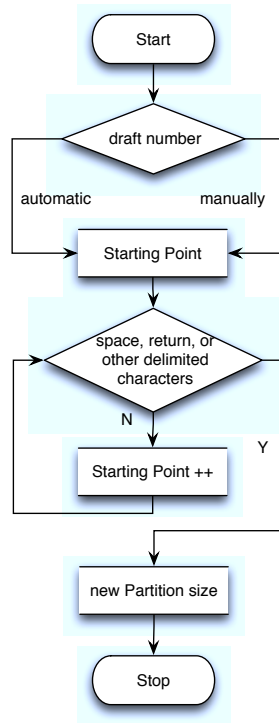 Start
draft number
automatic
manually
Starting Point
space, return, or
other delimited
characters
N
Y
Starting Point ++
new Partition size
Stop